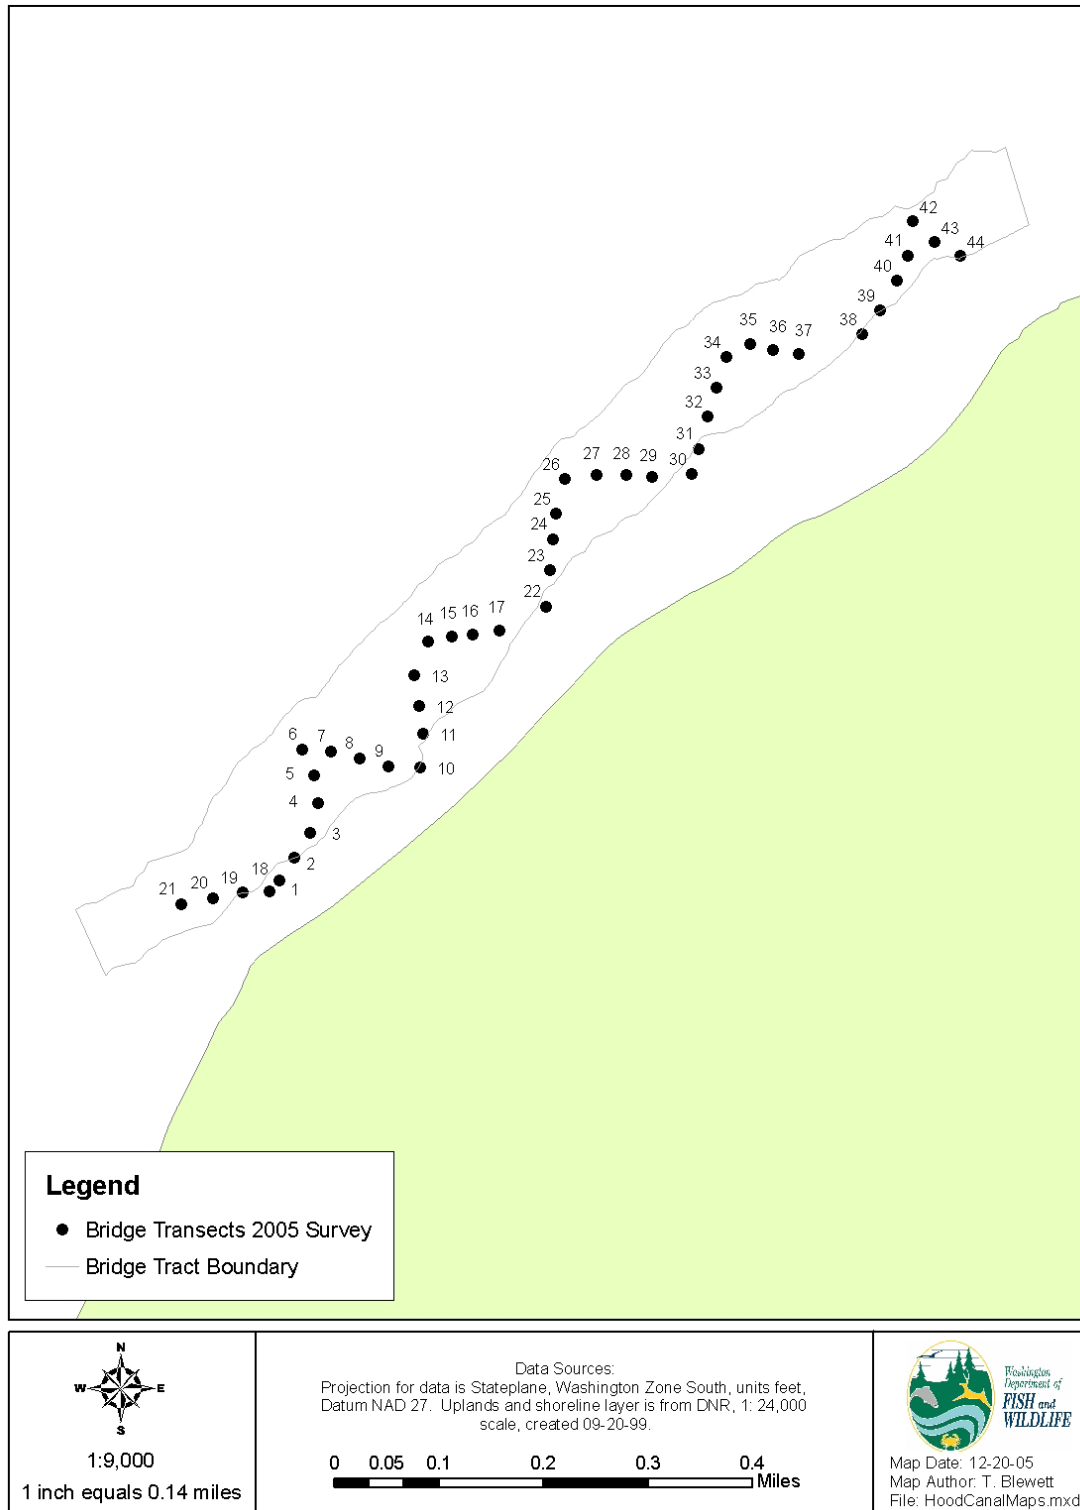 42
43
41
44
40
39
38
35
36
37
34
33
32
31
30
26
27
28
29
25
24
23
22
14
15
16
17
13
12
11
10
6
7
8
9
5
4
3
2
18
1
19
20
21
Legend
Bridge Transects 2005 Survey
Bridge Tract Boundary
N
W
E
S
1:9,000
1 inch equals 0.14 miles
Data Sources:
Projection for data is Stateplane, Washington Zone South, units feet,
Datum NAD 27. Uplands and shoreline layer is from DNR, 1: 24,000
scale, created 09-20-99.
0 0.05 0.1 0.2 0.3 0.4
Miles
Washington
Department of
FISH and
WILDLIFE
Map Date: 12-20-05
Map Author: T. Blewett
File: HoodCanalMaps.mxd